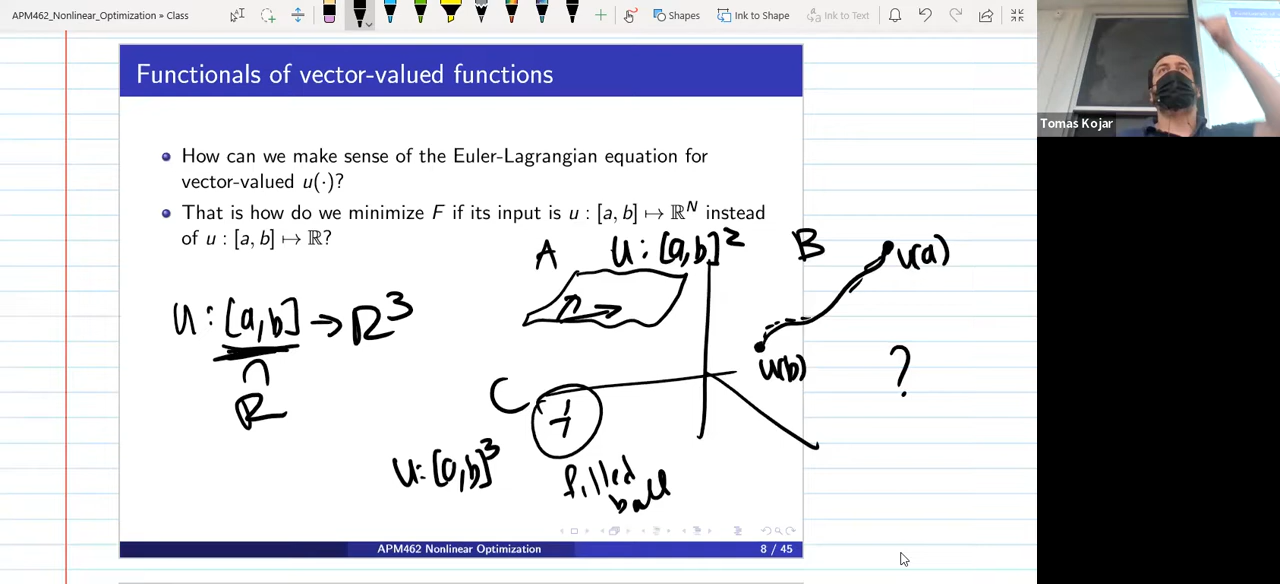 APM462_Nonlinear_Optimization » Class
Shapes
Ink to Shape
Ink to Text
Tomas Kojar
Functionals of vector-valued functions
How can we make sense of the Euler-Lagrangian equation for
vector-valued u(·)?
That is how do we minimize F if its input is u : [a, b] ↦ ℝᴺ instead
of u : [a, b] ↦ ℝ?
A
u : [a,b]²
B
u(a)
u : [a,b] → ℝ³
∩
ℝ
u(b)
?
C
u: [a,b]³
filled
ball
APM462 Nonlinear Optimization
8 / 45